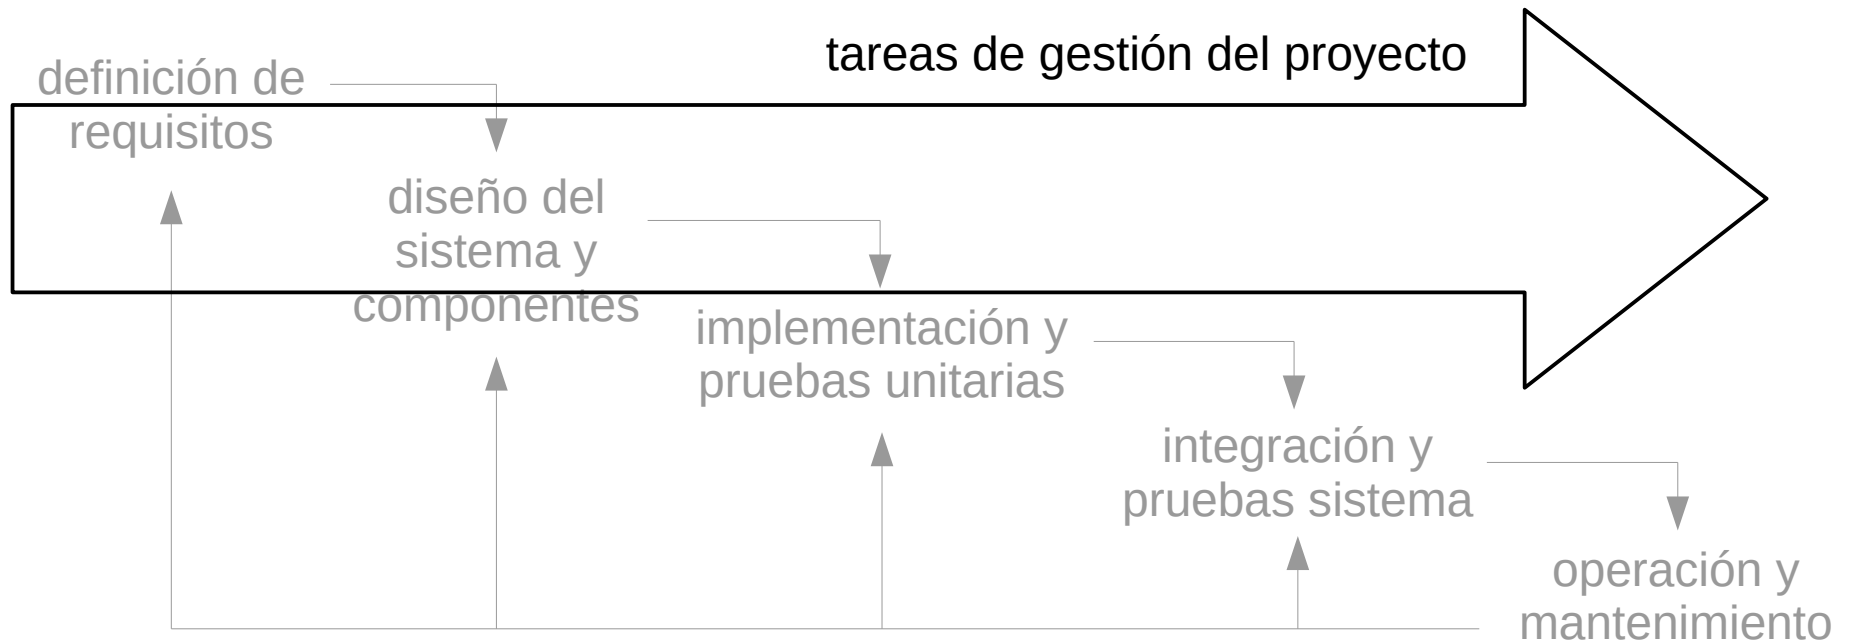 tareas de gestión del proyecto
definición de
requisitos
diseño del
sistema y
componentes
implementación y
pruebas unitarias
integración y
pruebas sistema
operación y
mantenimiento